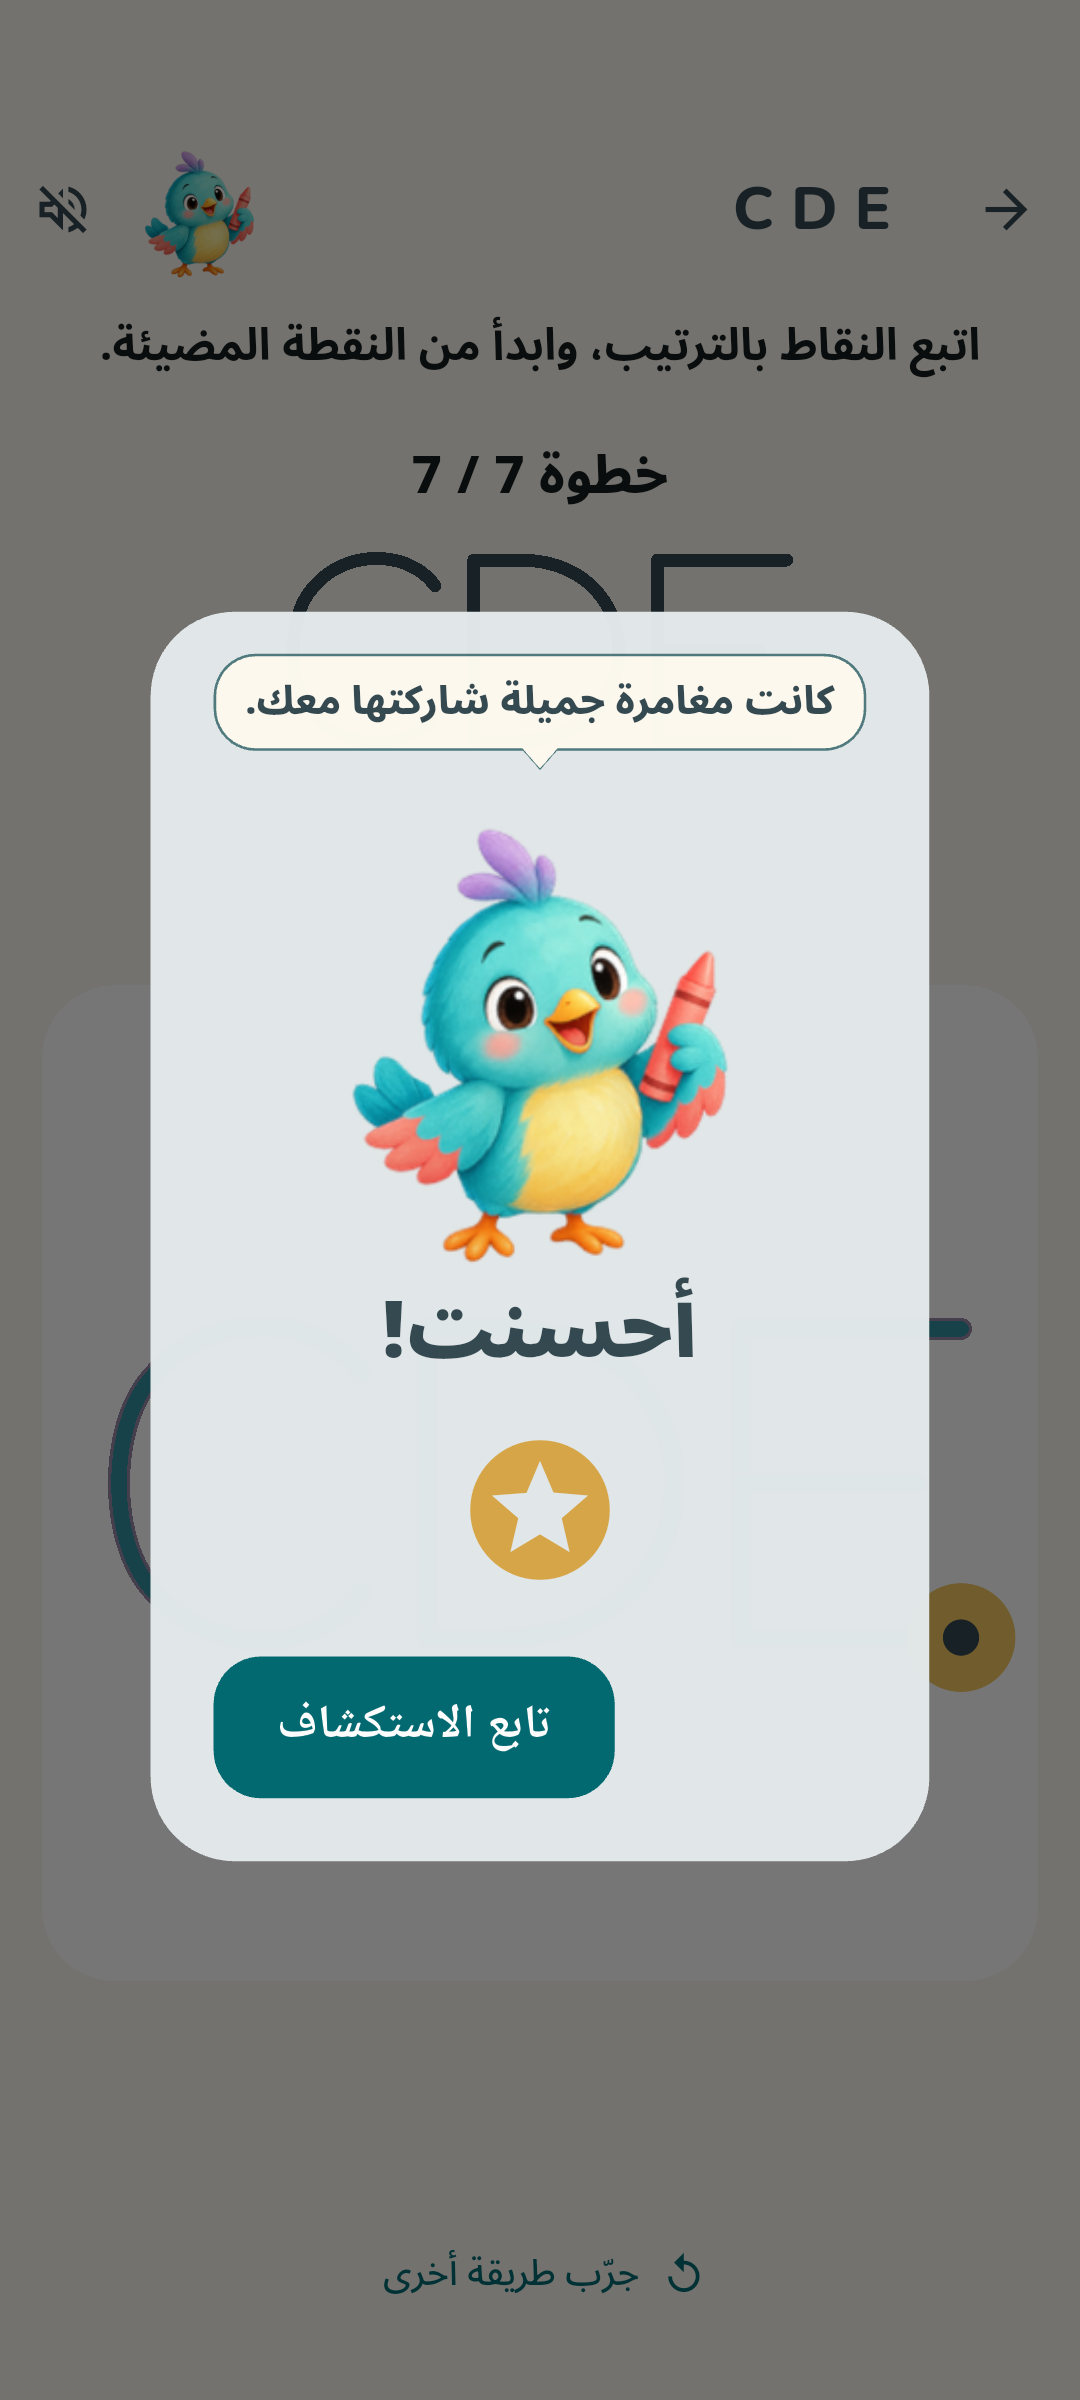 C D E
اتبع النقاط بالترتيب، وابدأ من النقطة المضيئة.
خطوة 7 / 7
CDE
كانت مغامرة جميلة شاركتها معك.
أحسنت!
تابع الاستكشاف
جرّب طريقة أخرى